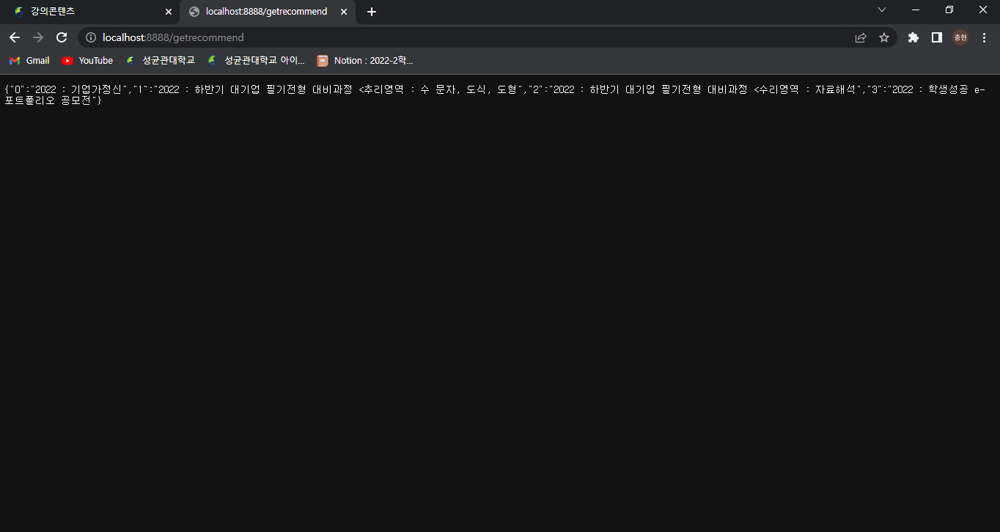 강의콘텐츠
localhost:8888/getrecommend
localhost:8888/getrecommend
충현
Gmail
YouTube
성균관대학교
성균관대학교 아이...
Notion : 2022-2학...
{"0":"2022 : 기업가정신","1":"2022 : 하반기 대기업 필기전형 대비과정 <추리영역 : 수 문자, 도식, 도형","2":"2022 : 하반기 대기업 필기전형 대비과정 <수리영역 : 자료해석","3":"2022 : 학생성공 e-
포트폴리오 공모전"}